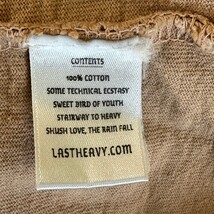 CONTENTS
100% COTTON
SOME TECHNICAL ECSTASY
SWEET BIRD OF YOUTH
STAIRWAY TO HEAVY
SHUSH LOVE, THE RAIN FALL
LASTHEAVY.COM